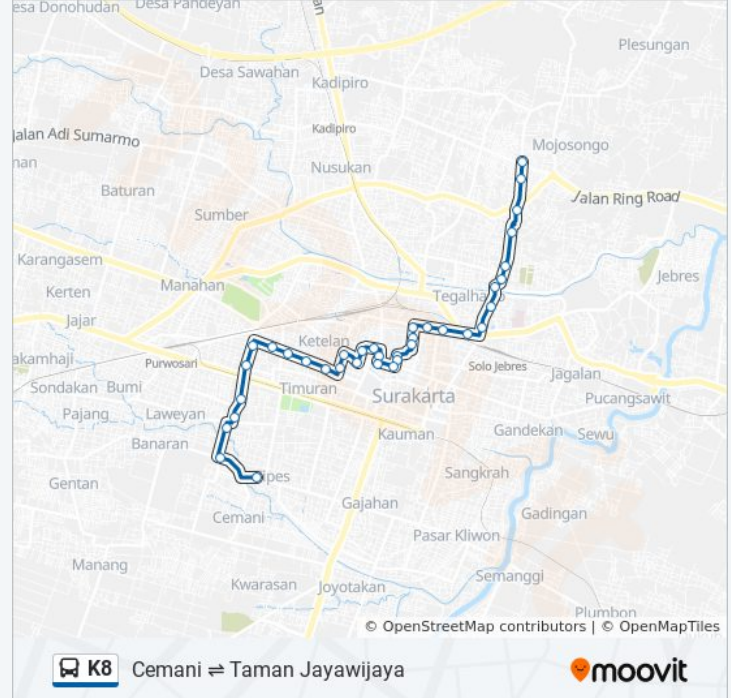 esa Donohudan
Desa Pandeyan
Plesungan
Desa Sawahan
Kadipiro
Kadipiro
Jalan Adi Sumarmo
Mojosongo
Nusukan
Baturan
Jalan Ring Road
Sumber
Karangasem
Jebres
Kerten
Manahan
Jajar
Ketelan
akamhaji
Purwosari
Solo Jebres
Jagalan
Sondakan
Bumi
Timuran
Surakarta
Pucangsawit
Pajang
Laweyan
Banaran
Kauman
Gandekan
Sewu
Gentan
Sangkrah
Cemani
Gajahan
Gadingan
Pasar Kliwon
Manang
Semanggi
Kwarasan
Joyotakan
Plumbon
© OpenStreetMap contributors | © OpenMapTiles
K8 Cemani ⇌ Taman Jayawijaya
moovit